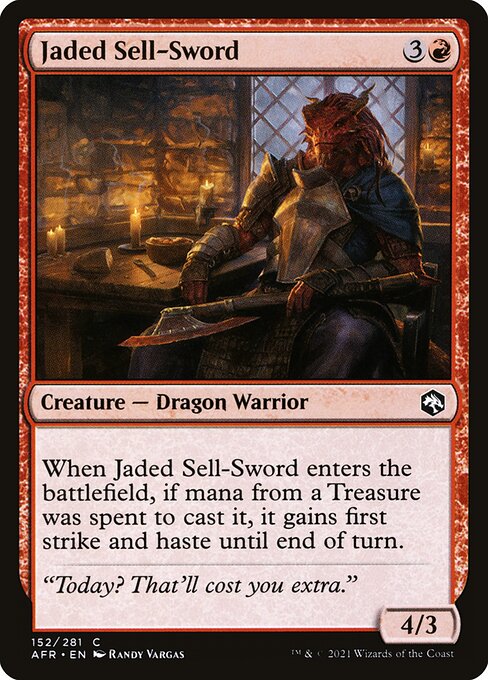 Jaded Sell-Sword 3
Creature — Dragon Warrior
When Jaded Sell-Sword enters the
battlefield, if mana from a Treasure
was spent to cast it, it gains first
strike and haste until end of turn.
“Today? That’ll cost you extra.”
4/3
152/281 C
AFR • EN Randy Vargas
™ & © 2021 Wizards of the Coast